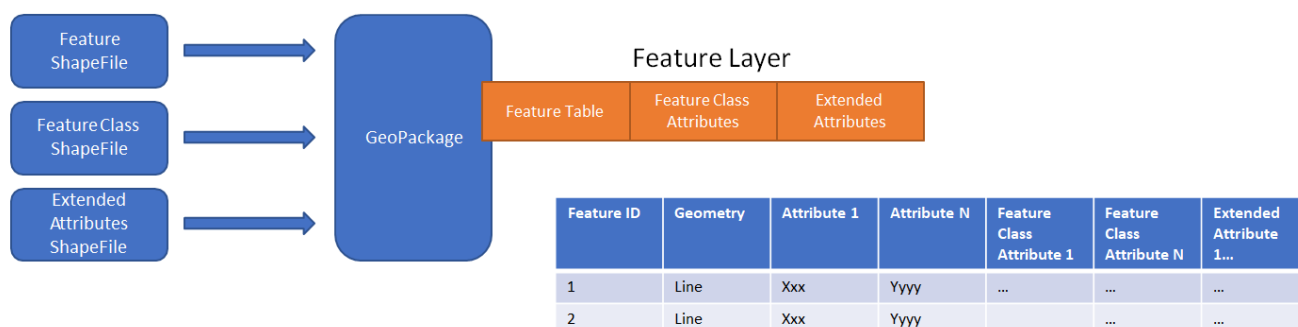 Feature
ShapeFile
Feature Class
ShapeFile
Extended
Attributes
ShapeFile
GeoPackage
Feature Layer
Feature Table
Feature Class
Attributes
Extended
Attributes
Feature ID
Geometry
Attribute 1
Attribute N
Feature
Class
Attribute 1
Feature
Class
Attribute N
Extended
Attribute
1...
1 Line Xxx Yyyy ... ... ...
2 Line Xxx Yyyy ... ...